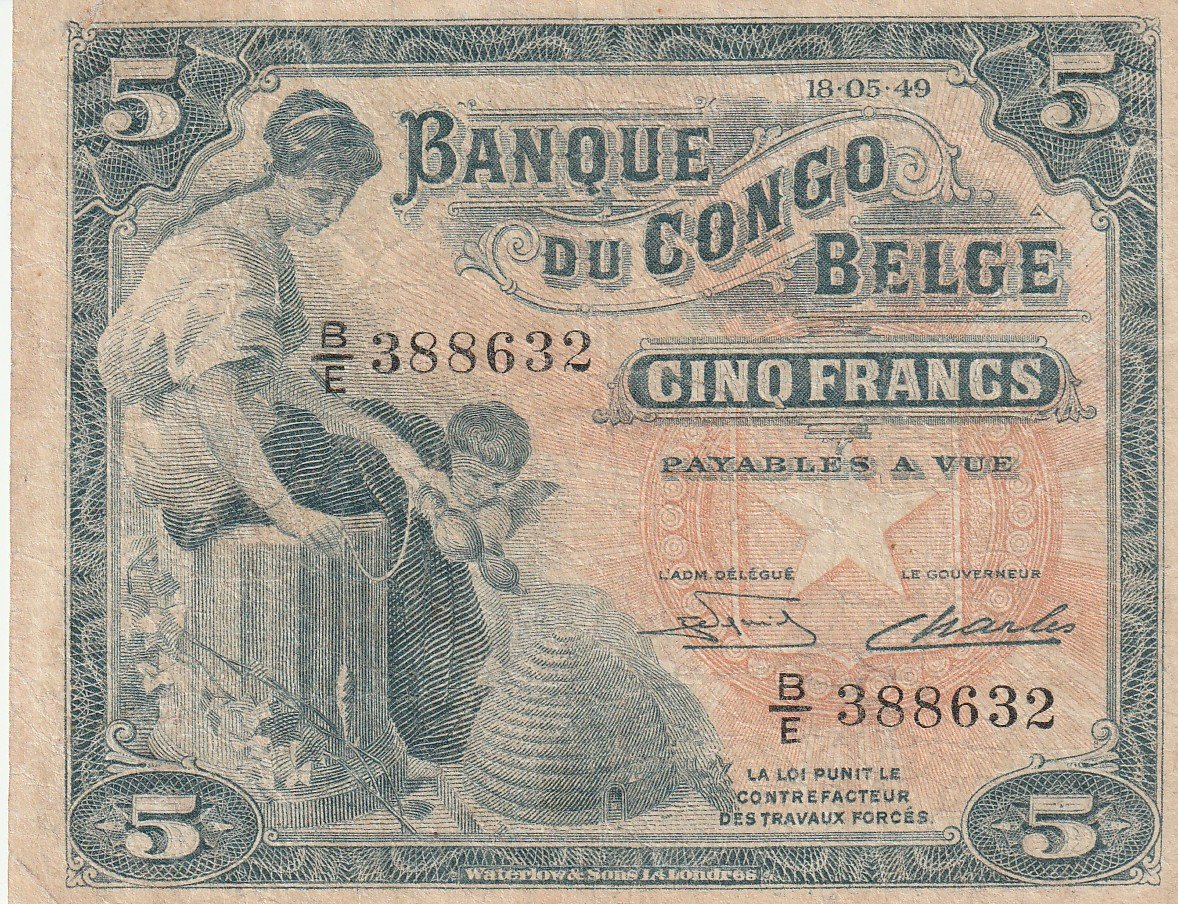 5
5
18·05·49
BANQUE
DU CONGO
BELGE
B/E 388632
CINQ FRANCS
PAYABLES A VUE
L'ADM. DÉLÉGUÉ
LE GOUVERNEUR
Charles
B/E 388632
LA LOI PUNIT LE
CONTREFACTEUR
DES TRAVAUX FORCÉS.
5
5
Waterlow & Sons Ld Londres